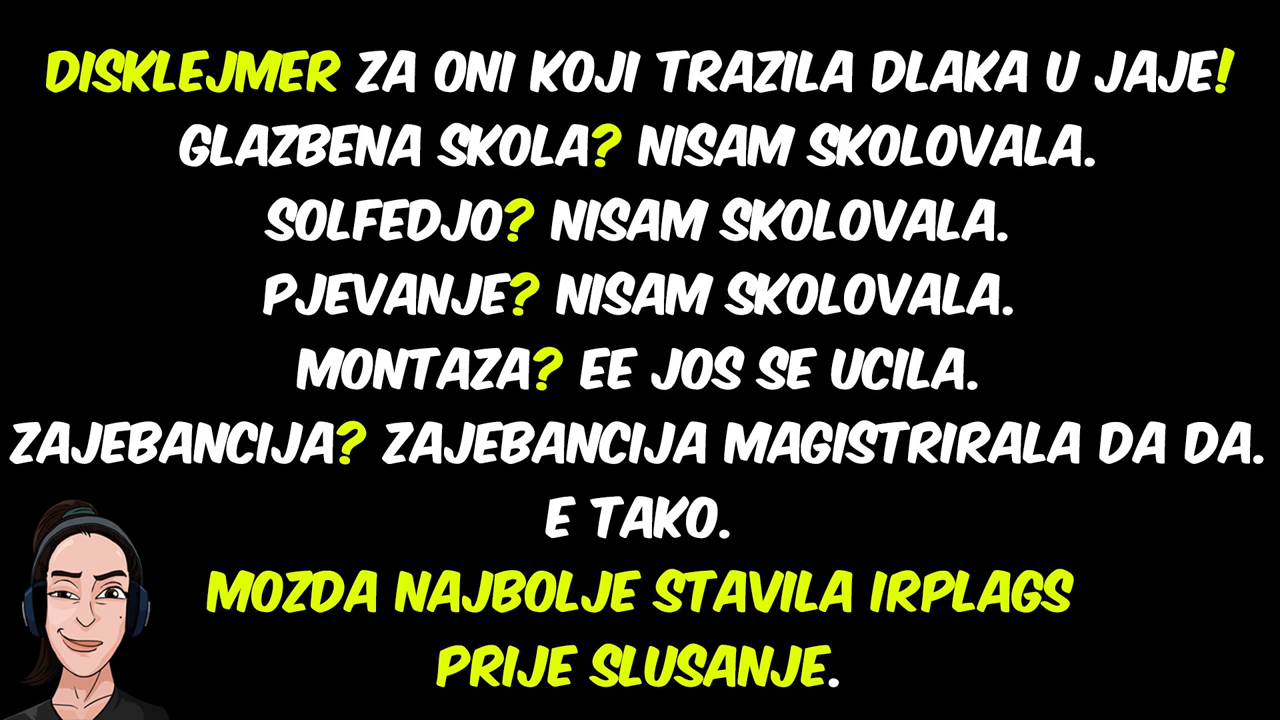 DISKLEJMER ZA ONI KOJI TRAZILA DLAKA U JAJE!
GLAZBENA SKOLA? NISAM SKOLOVALA.
SOLFEDJO? NISAM SKOLOVALA.
PJEVANJE? NISAM SKOLOVALA.
MONTAZA? EE JOS SE UCILA.
ZAJEBANCIJA? ZAJEBANCIJA MAGISTRIRALA DA DA.
E TAKO.
MOZDA NAJBOLJE STAVILA IRPLAGS
PRIJE SLUSANJE.